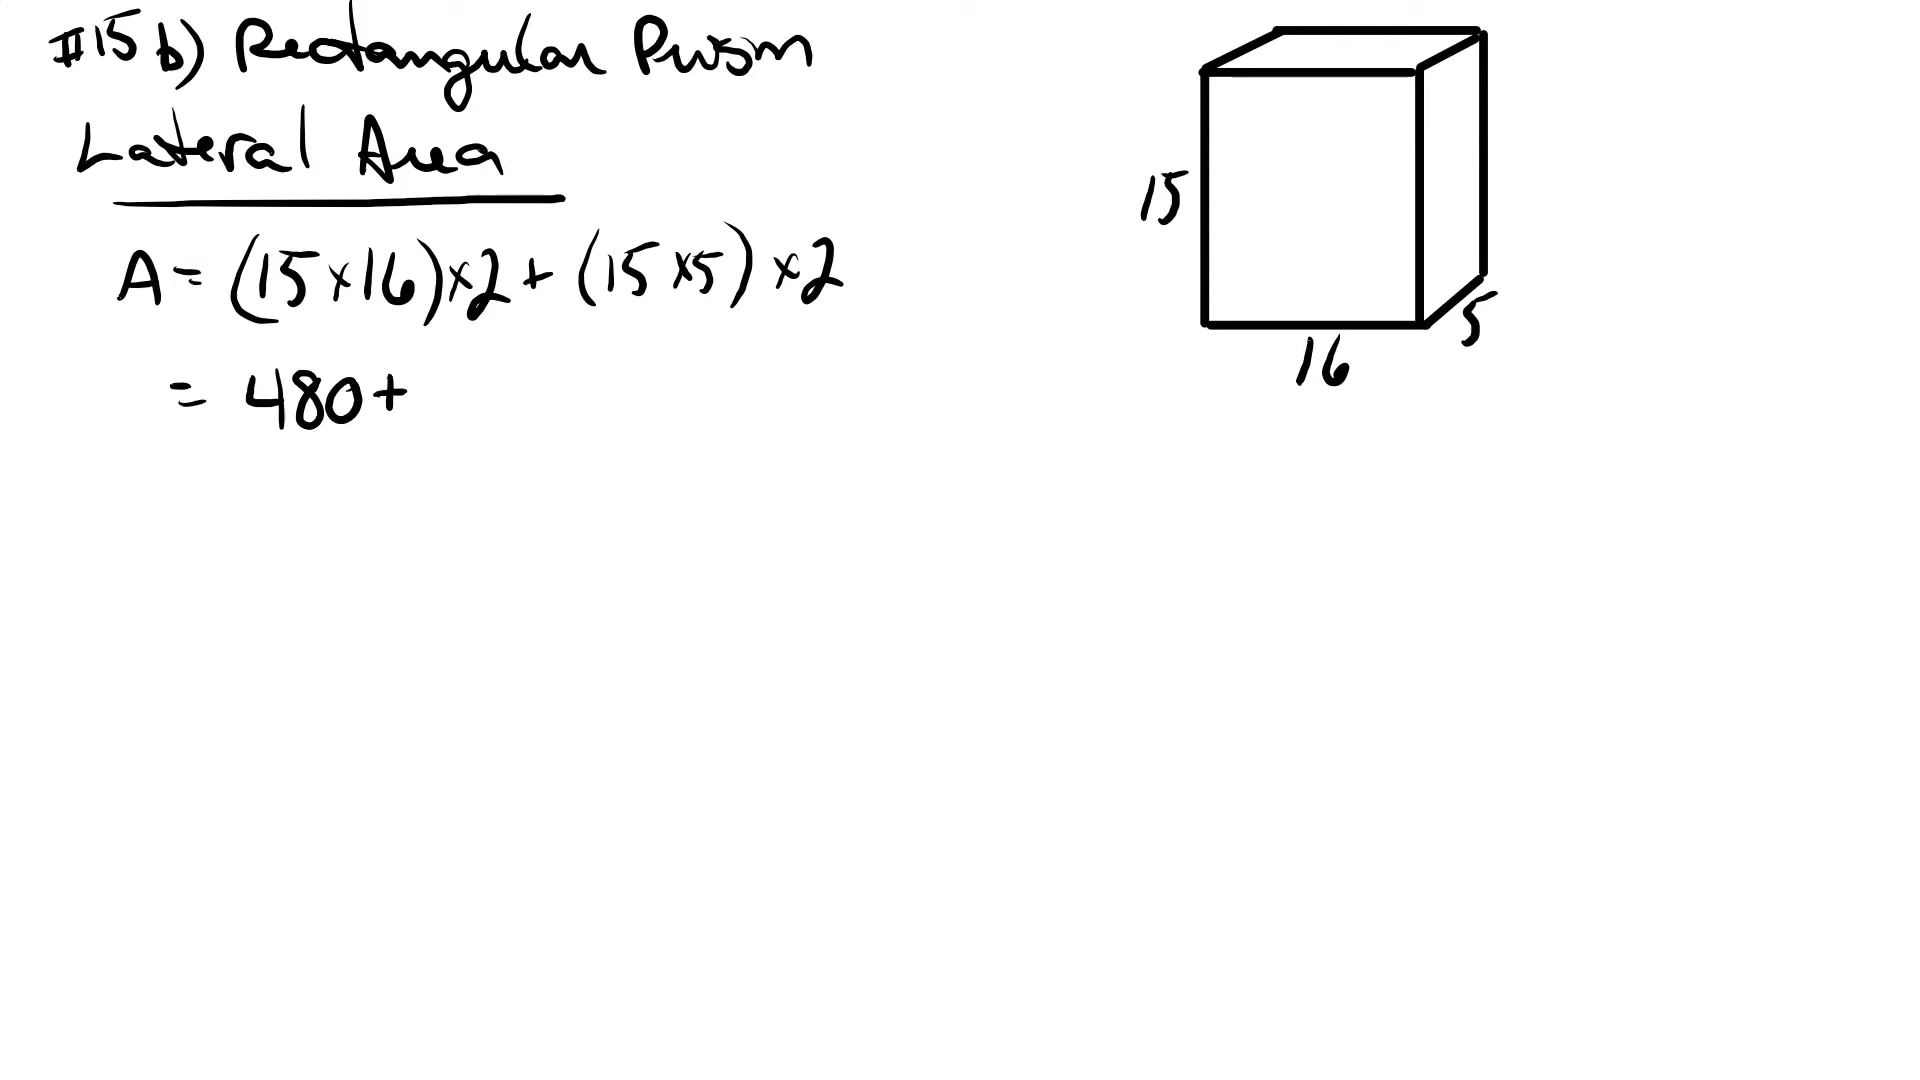 #15 b) Rectangular Prism
Lateral Area
A = (15×16)×2 + (15×5)×2
= 480+
15
5
16